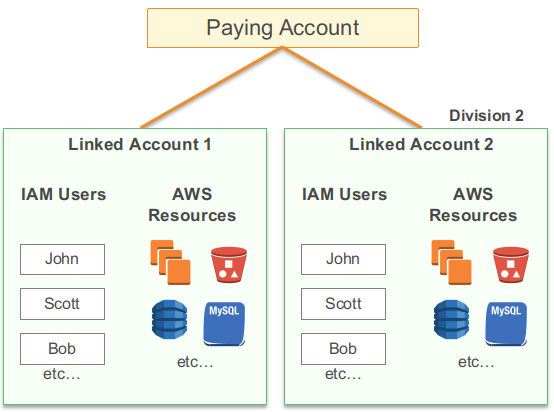 Paying Account
Division 2
Linked Account 1
IAM Users
AWS
Resources
John
Scott
Bob
etc…
MySQL
etc…
Linked Account 2
IAM Users
AWS
Resources
John
Scott
Bob
etc…
MySQL
etc…